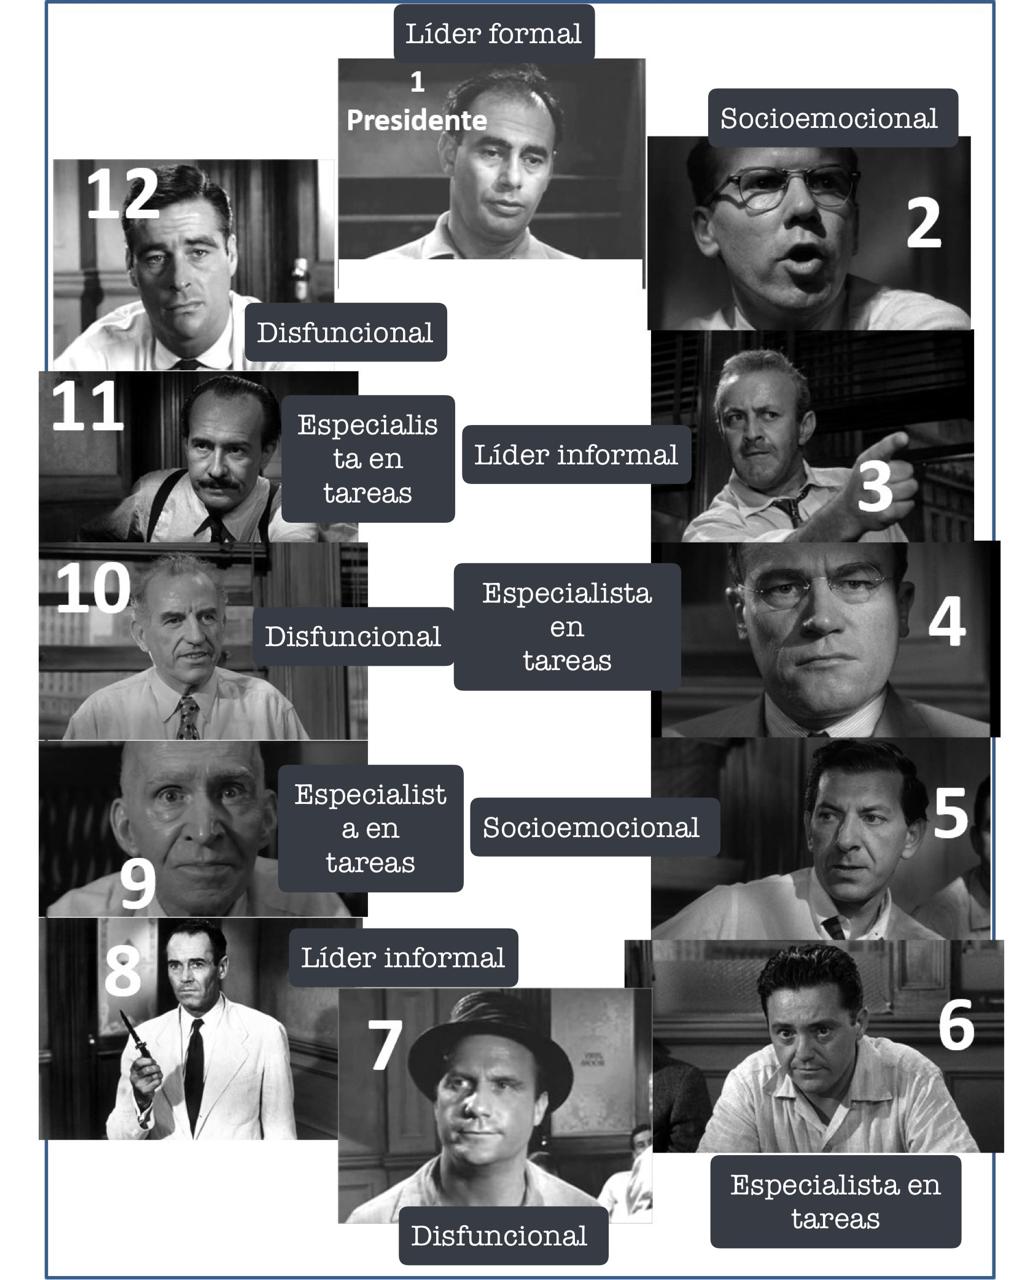 Líder formal
1
Presidente
Socioemocional
2
12
Disfuncional
11
Especialis
ta en
tareas
Líder informal
3
10
Disfuncional
Especialista
en
tareas
4
9
Especialist
a en
tareas
Socioemocional
5
8
Líder informal
7
Disfuncional
6
Especialista en
tareas